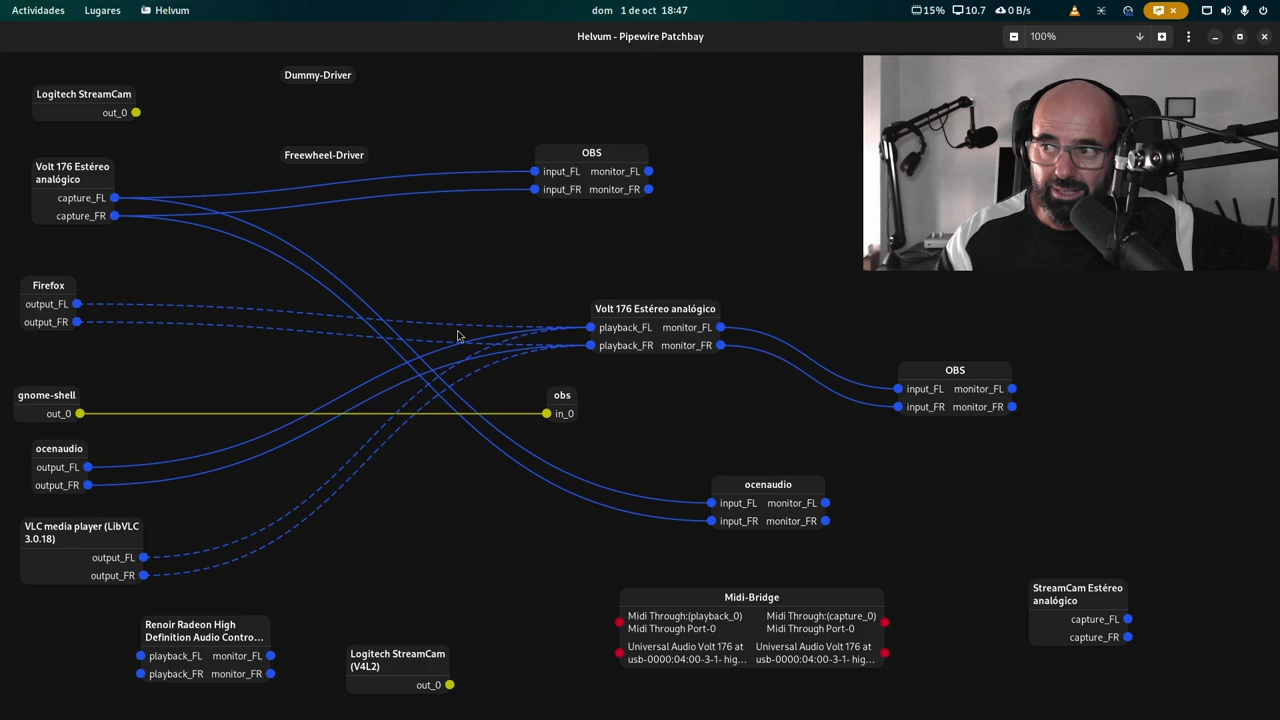 Actividades Lugares Helvum dom 1 de oct 18:47 15% 10.7 0 B/s
Helvum - Pipewire Patchbay 100%
Dummy-Driver
Logitech StreamCam
out_0
Freewheel-Driver
Volt 176 Estéreo
analógico
capture_FL
capture_FR
OBS
input_FL monitor_FL
input_FR monitor_FR
Firefox
output_FL
output_FR
Volt 176 Estéreo analógico
playback_FL monitor_FL
playback_FR monitor_FR
OBS
input_FL monitor_FL
input_FR monitor_FR
gnome-shell
out_0
obs
in_0
ocenaudio
output_FL
output_FR
ocenaudio
input_FL monitor_FL
input_FR monitor_FR
VLC media player (LibVLC
3.0.18)
output_FL
output_FR
Midi-Bridge
Midi Through:(playback_0) Midi Through:(capture_0)
Midi Through Port-0 Midi Through Port-0
Universal Audio Volt 176 at Universal Audio Volt 176 at
usb-0000:04:00-3-1- hig... usb-0000:04:00-3-1- hig...
StreamCam Estéreo
analógico
capture_FL
capture_FR
Renoir Radeon High
Definition Audio Contro...
playback_FL monitor_FL
playback_FR monitor_FR
Logitech StreamCam
(V4L2)
out_0